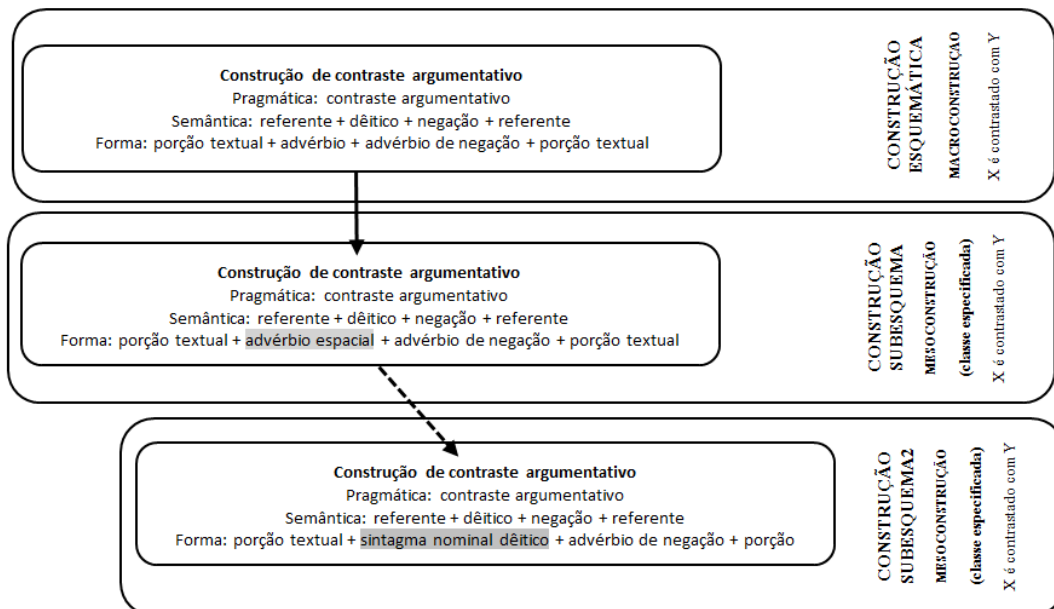 Construção de contraste argumentativo
Pragmática: contraste argumentativo
Semântica: referente + dêitico + negação + referente
Forma: porção textual + advérbio + advérbio de negação + porção textual
CONSTRUÇÃO
ESQUEMÁTICA
MACROCONSTRUÇAO
X é contrastado com Y
Construção de contraste argumentativo
Pragmática: contraste argumentativo
Semântica: referente + dêitico + negação + referente
Forma: porção textual + advérbio espacial + advérbio de negação + porção textual
CONSTRUÇÃO
SUBESQUEMA
MESOCONSTRUÇÃO
(classe especificada)
X é contrastado com Y
Construção de contraste argumentativo
Pragmática: contraste argumentativo
Semântica: referente + dêitico + negação + referente
Forma: porção textual + sintagma nominal dêitico + advérbio de negação + porção
CONSTRUÇÃO
SUBESQUEMA2
MESOCONSTRUÇÃO
(classe especificada)
X é contrastado com Y